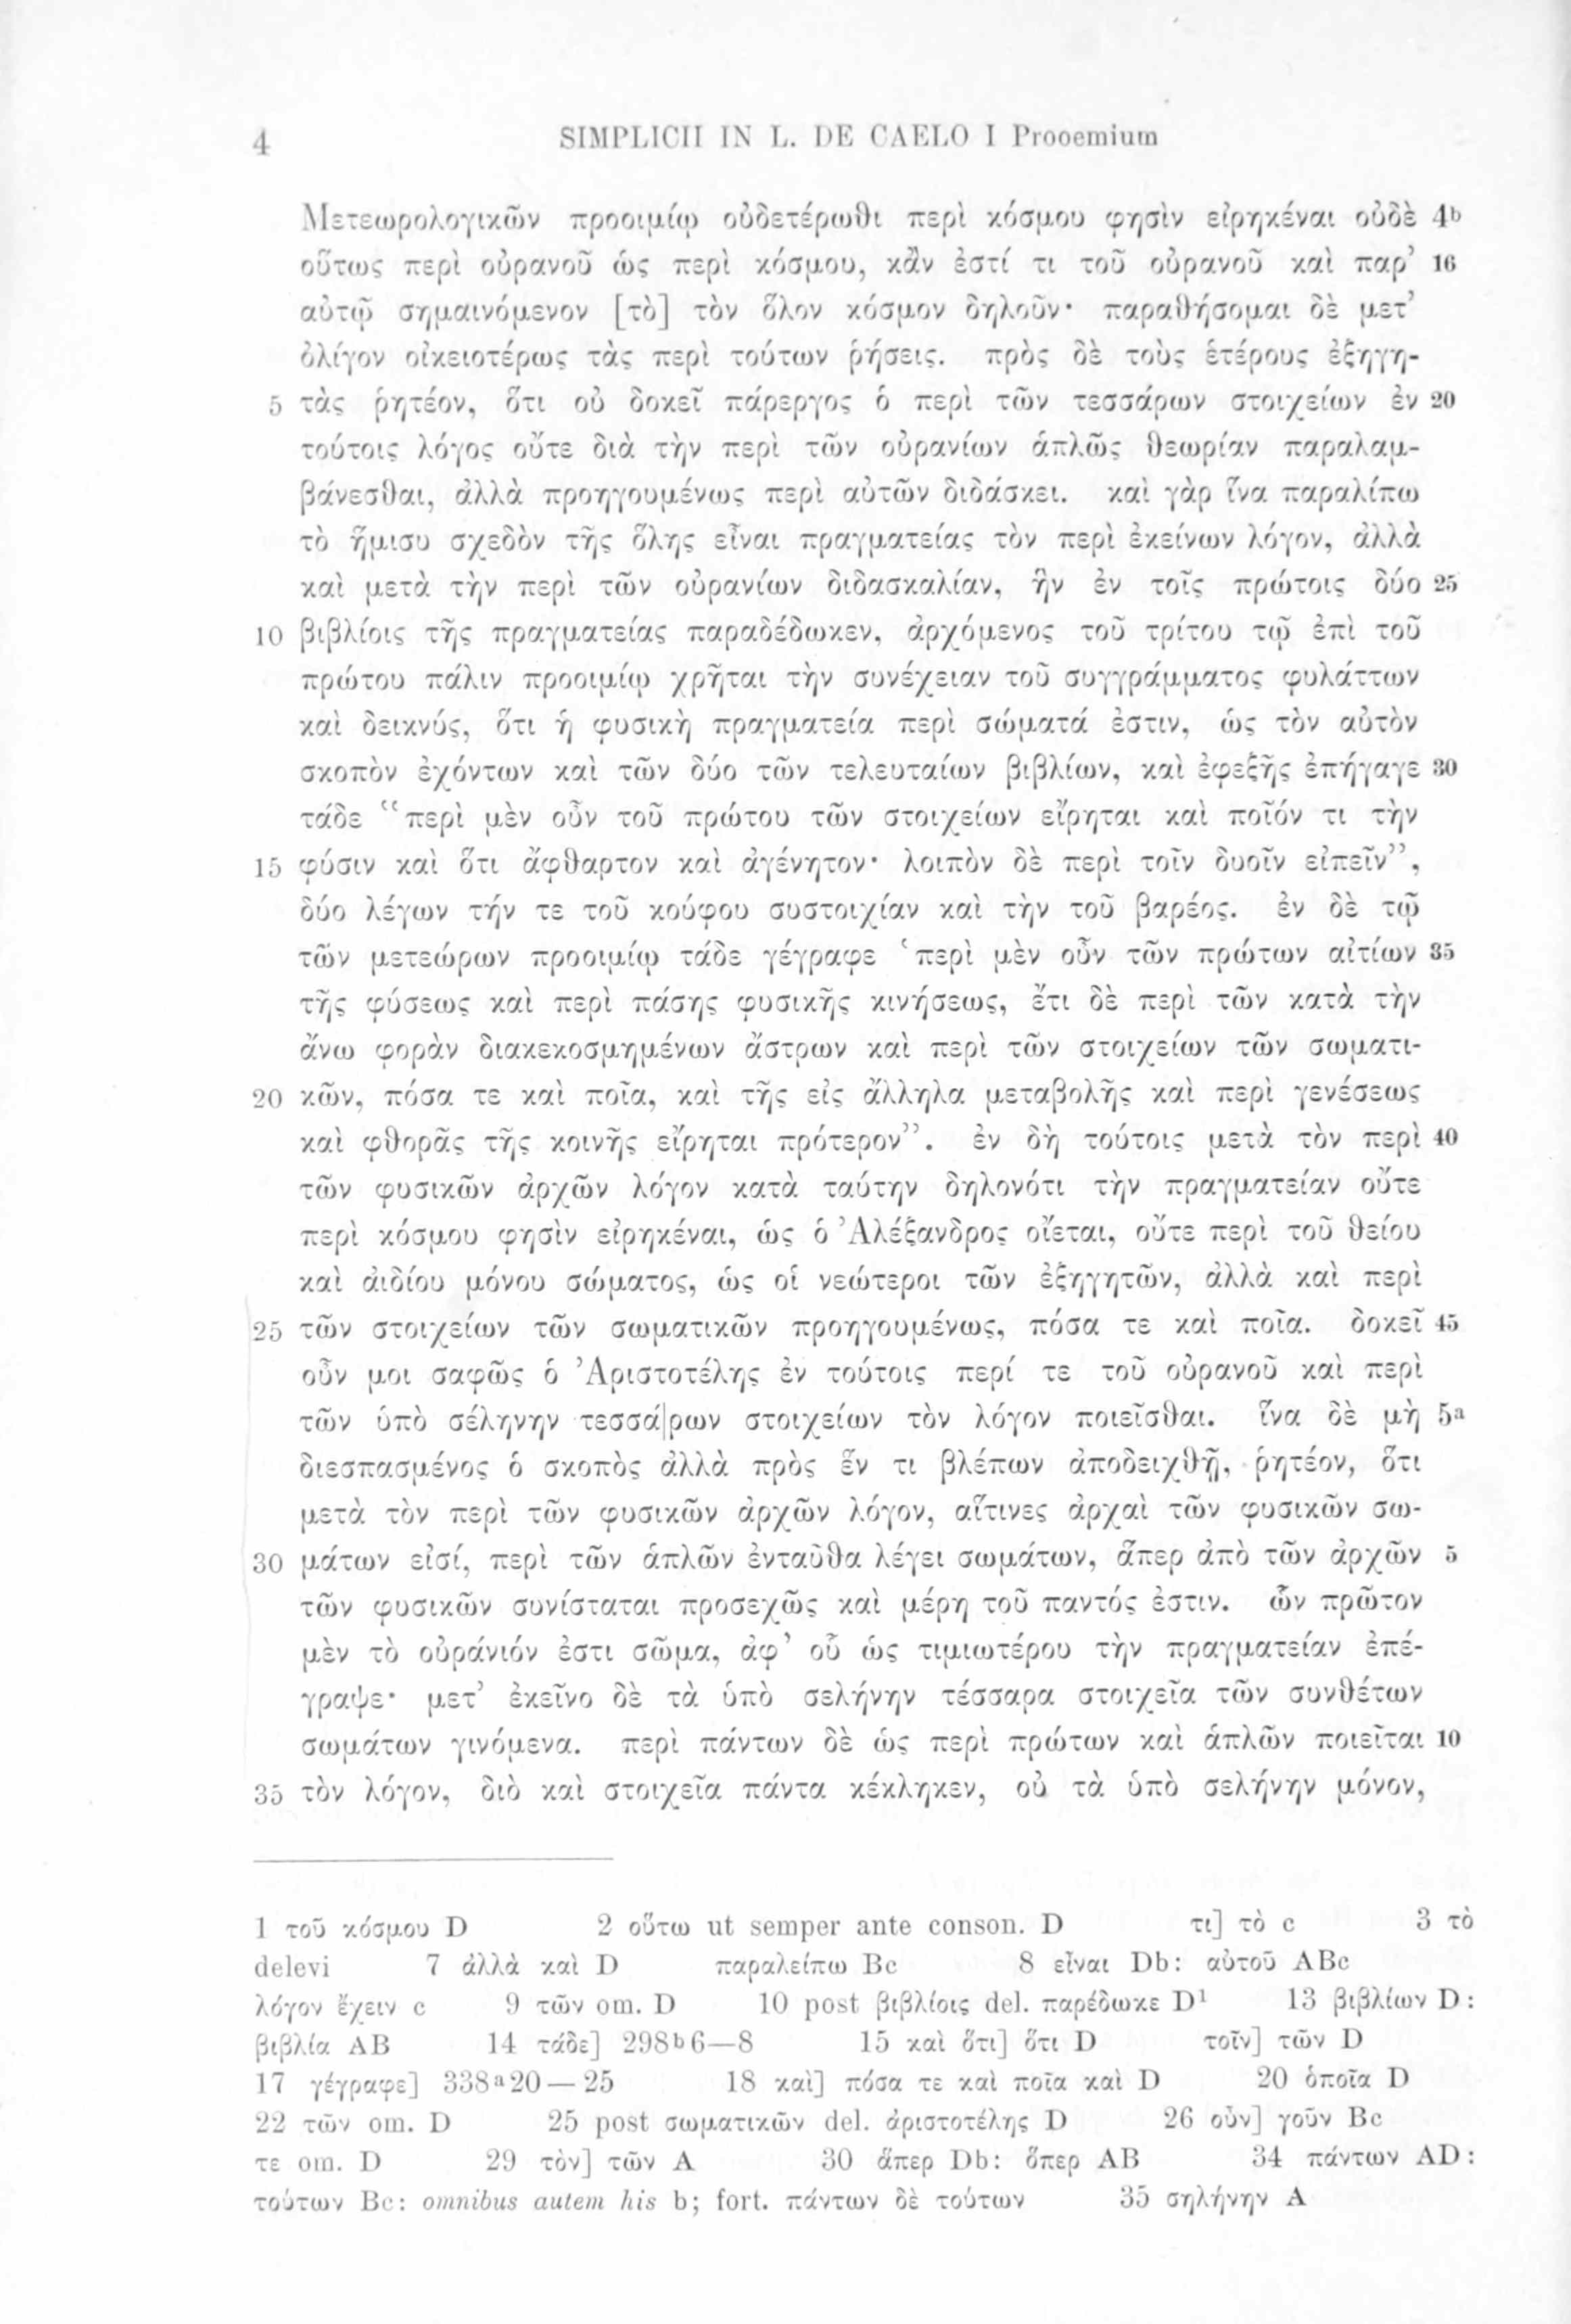 4 SIMPLICII IN L. DE CAELO I Prooemium
Μετεωρολογικῶν προοιμίῳ οὐδετέρωθι περὶ κόσμου φησὶν εἰρηκέναι οὐδὲ 4b
οὕτως περὶ οὐρανοῦ ὡς περὶ κόσμου, κἂν ἐστί τι τοῦ οὐρανοῦ καὶ παρ’ 16
αὐτῷ σημαινόμενον [τὸ] τὸν ὅλον κόσμον δηλοῦν· παραθήσομαι δὲ μετ’
ὀλίγον οἰκειοτέρως τὰς περὶ τούτων ῥήσεις. πρὸς δὲ τοὺς ἑτέρους ἐξηγη-
5 τὰς ῥητέον, ὅτι οὐ δοκεῖ πάρεργος ὁ περὶ τῶν τεσσάρων στοιχείων ἐν 20
τούτοις λόγος οὔτε διὰ τὴν περὶ τῶν οὐρανίων ἁπλῶς θεωρίαν παραλαμ-
βάνεσθαι, ἀλλὰ προηγουμένως περὶ αὐτῶν διδάσκει. καὶ γὰρ ἵνα παραλίπω
τὸ ἥμισυ σχεδὸν τῆς ὅλης εἶναι πραγματείας τὸν περὶ ἐκείνων λόγον, ἀλλὰ
καὶ μετὰ τὴν περὶ τῶν οὐρανίων διδασκαλίαν, ἣν ἐν τοῖς πρώτοις δύο 25
10 βιβλίοις τῆς πραγματείας παραδέδωκεν, ἀρχόμενος τοῦ τρίτου τῷ ἐπὶ τοῦ
πρώτου πάλιν προοιμίῳ χρῆται τὴν συνέχειαν τοῦ συγγράμματος φυλάττων
καὶ δεικνύς, ὅτι ἡ φυσικὴ πραγματεία περὶ σώματά ἐστιν, ὡς τὸν αὐτὸν
σκοπὸν ἐχόντων καὶ τῶν δύο τῶν τελευταίων βιβλίων, καὶ ἐφεξῆς ἐπήγαγε 30
τάδε “περὶ μὲν οὖν τοῦ πρώτου τῶν στοιχείων εἴρηται καὶ ποῖόν τι τὴν
15 φύσιν καὶ ὅτι ἄφθαρτον καὶ ἀγένητον· λοιπὸν δὲ περὶ τοῖν δυοῖν εἰπεῖν”,
δύο λέγων τήν τε τοῦ κούφου συστοιχίαν καὶ τὴν τοῦ βαρέος. ἐν δὲ τῷ
τῶν μετεώρων προοιμίῳ τάδε γέγραφε ‘περὶ μὲν οὖν τῶν πρώτων αἰτίων 35
τῆς φύσεως καὶ περὶ πάσης φυσικῆς κινήσεως, ἔτι δὲ περὶ τῶν κατὰ τὴν
ἄνω φορὰν διακεκοσμημένων ἄστρων καὶ περὶ τῶν στοιχείων τῶν σωματι-
20 κῶν, πόσα τε καὶ ποῖα, καὶ τῆς εἰς ἄλληλα μεταβολῆς καὶ περὶ γενέσεως
καὶ φθορᾶς τῆς κοινῆς εἴρηται πρότερον”. ἐν δὴ τούτοις μετὰ τὸν περὶ 40
τῶν φυσικῶν ἀρχῶν λόγον κατὰ ταύτην δηλονότι τὴν πραγματείαν οὔτε
περὶ κόσμου φησὶν εἰρηκέναι, ὡς ὁ Ἀλέξανδρος οἴεται, οὔτε περὶ τοῦ θείου
καὶ ἀιδίου μόνου σώματος, ὡς οἱ νεώτεροι τῶν ἐξηγητῶν, ἀλλὰ καὶ περὶ
25 τῶν στοιχείων τῶν σωματικῶν προηγουμένως, πόσα τε καὶ ποῖα. δοκεῖ 45
οὖν μοι σαφῶς ὁ Ἀριστοτέλης ἐν τούτοις περί τε τοῦ οὐρανοῦ καὶ περὶ
τῶν ὑπὸ σέληνην τεσσά|ρων στοιχείων τὸν λόγον ποιεῖσθαι. ἵνα δὲ μὴ 5a
διεσπασμένος ὁ σκοπὸς ἀλλὰ πρὸς ἕν τι βλέπων ἀποδειχθῇ, ῥητέον, ὅτι
μετὰ τὸν περὶ τῶν φυσικῶν ἀρχῶν λόγον, αἵτινες ἀρχαὶ τῶν φυσικῶν σω-
30 μάτων εἰσί, περὶ τῶν ἁπλῶν ἐνταῦθα λέγει σωμάτων, ἅπερ ἀπὸ τῶν ἀρχῶν 5
τῶν φυσικῶν συνίσταται προσεχῶς καὶ μέρη τοῦ παντός ἐστιν. ὧν πρῶτον
μὲν τὸ οὐράνιόν ἐστι σῶμα, ἀφ’ οὗ ὡς τιμιωτέρου τὴν πραγματείαν ἐπέ-
γραψε· μετ’ ἐκεῖνο δὲ τὰ ὑπὸ σελήνην τέσσαρα στοιχεῖα τῶν συνθέτων
σωμάτων γινόμενα. περὶ πάντων δὲ ὡς περὶ πρώτων καὶ ἁπλῶν ποιεῖται 10
35 τὸν λόγον, διὸ καὶ στοιχεῖα πάντα κέκληκεν, οὐ τὰ ὑπὸ σελήνην μόνον,
1 τοῦ κόσμου D 2 οὕτω ut semper ante conson. D τι] τὸ c 3 τὸ
delevi 7 ἀλλὰ καὶ D παραλείπω Bc 8 εἶναι Db: αὐτοῦ ABc
λόγον ἔχειν c 9 τῶν om. D 10 post βιβλίοις del. παρέδωκε D¹ 13 βιβλίων D:
βιβλία AB 14 τάδε] 298b6—8 15 καὶ ὅτι] ὅτι D τοῖν] τῶν D
17 γέγραφε] 338a20—25 18 καὶ] πόσα τε καὶ ποῖα καὶ D 20 ὁποῖα D
22 τῶν om. D 25 post σωματικῶν del. ἀριστοτέλης D 26 οὖν] γοῦν Bc
τε om. D 29 τὸν] τῶν A 30 ἅπερ Db: ὅπερ AB 34 πάντων AD:
τούτων Bc: omnibus autem his b; fort. πάντων δὲ τούτων 35 σηλήνην A